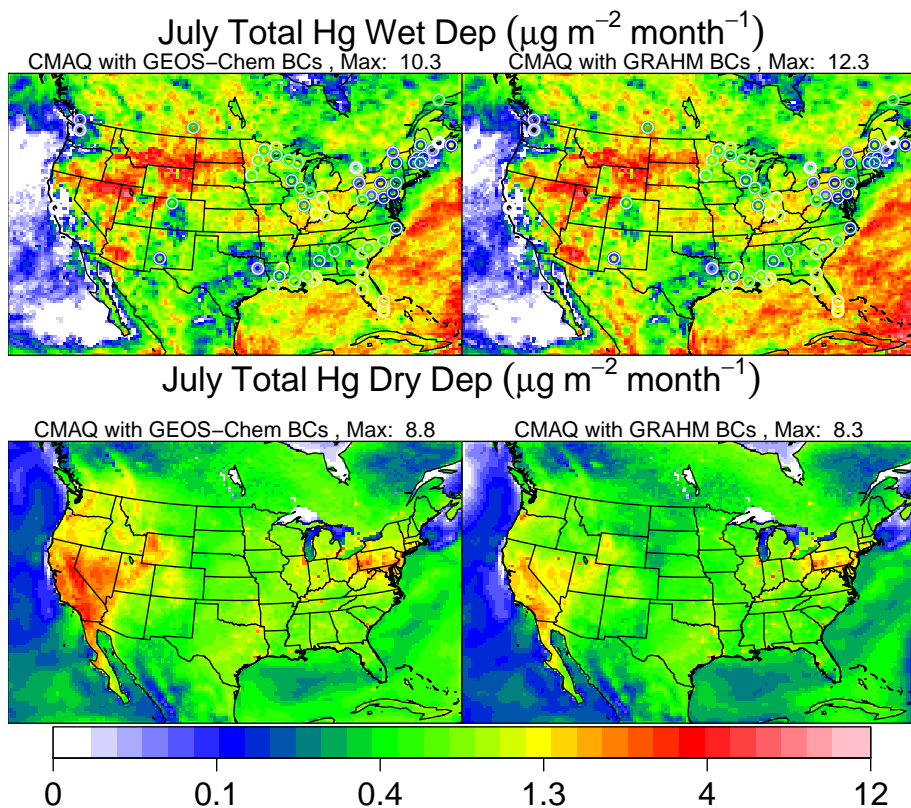 July Total Hg Wet Dep (μg m⁻² month⁻¹)
CMAQ with GEOS−Chem BCs , Max: 10.3
CMAQ with GRAHM BCs , Max: 12.3
July Total Hg Dry Dep (μg m⁻² month⁻¹)
CMAQ with GEOS−Chem BCs , Max: 8.8
CMAQ with GRAHM BCs , Max: 8.3
0 0.1 0.4 1.3 4 12